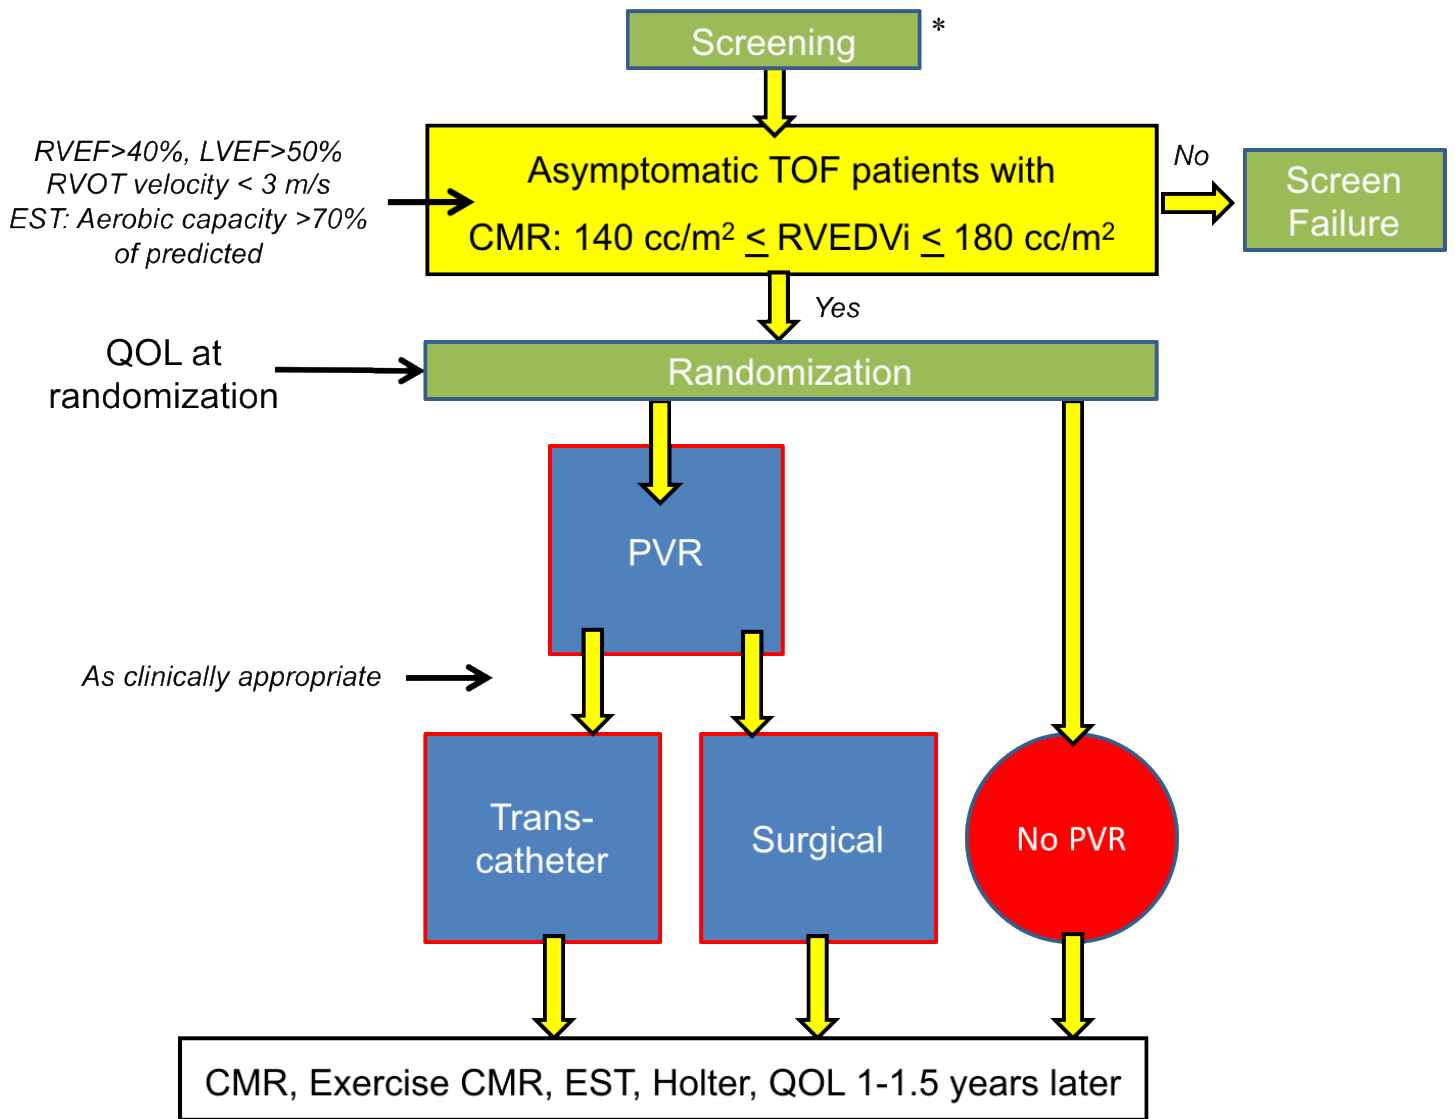 Screening
*
RVEF>40%, LVEF>50%
RVOT velocity < 3 m/s
EST: Aerobic capacity >70%
of predicted
Asymptomatic TOF patients with
CMR: 140 cc/m² ≤ RVEDVi ≤ 180 cc/m²
No
Screen
Failure
Yes
QOL at
randomization
Randomization
PVR
As clinically appropriate
Trans-
catheter
Surgical
No PVR
CMR, Exercise CMR, EST, Holter, QOL 1-1.5 years later